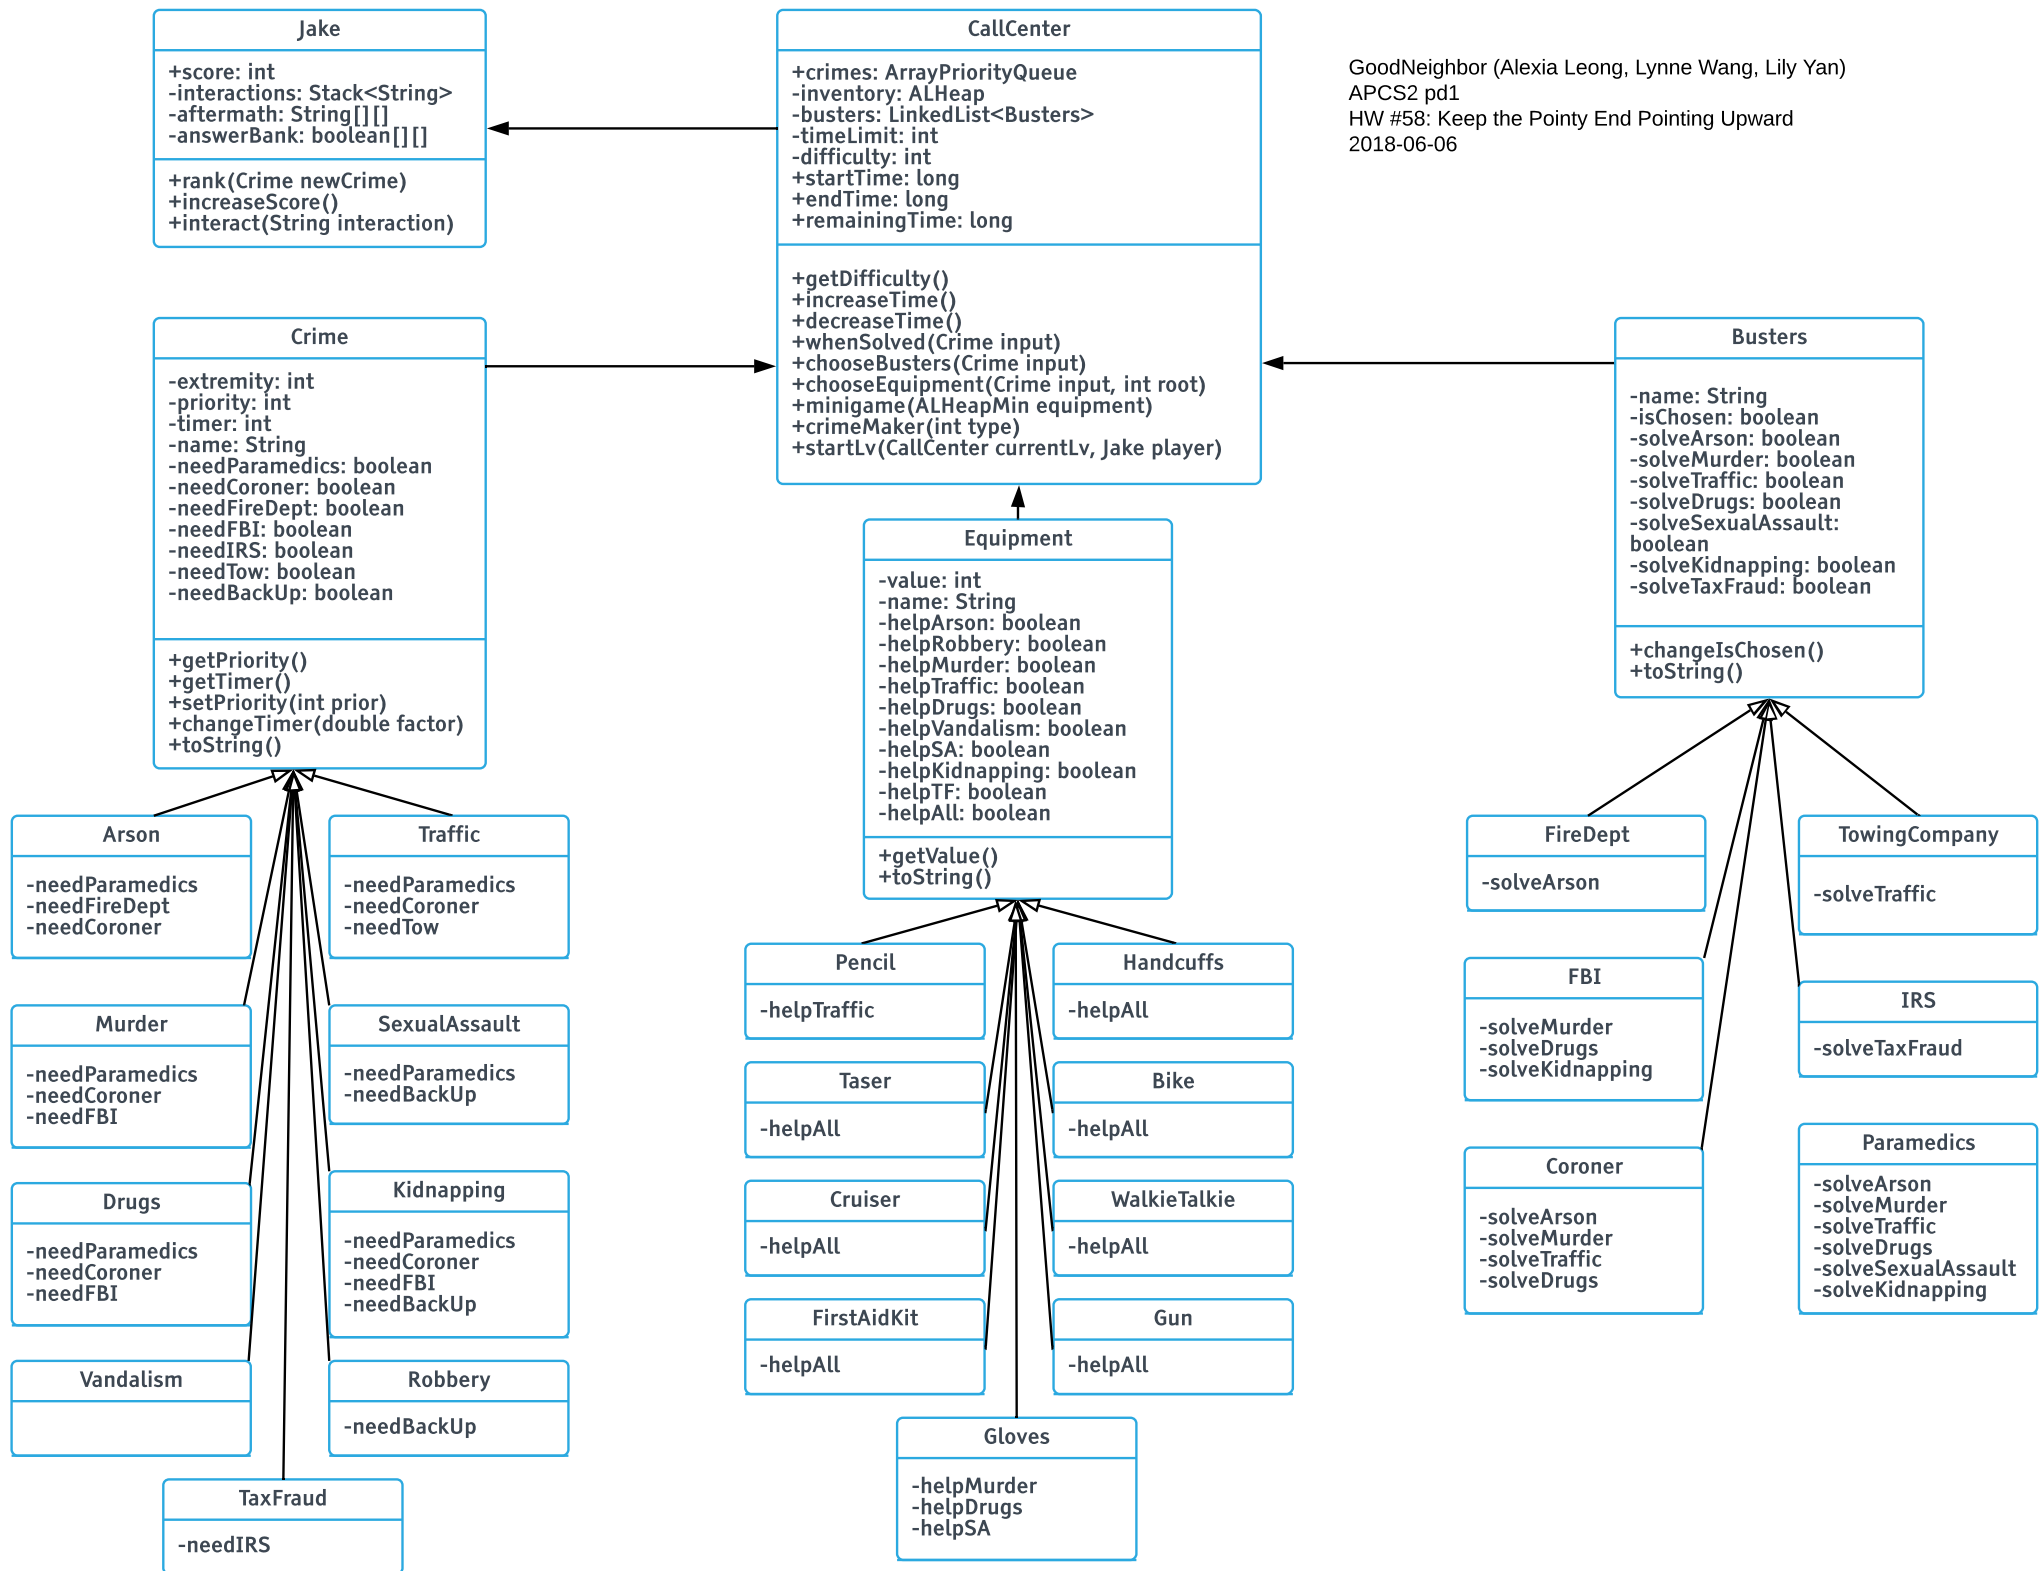 Jake
+score: int
-interactions: Stack<String>
-aftermath: String[][]
-answerBank: boolean[][]
+rank(Crime newCrime)
+increaseScore()
+interact(String interaction)
CallCenter
+crimes: ArrayPriorityQueue
-inventory: ALHeap
-busters: LinkedList<Busters>
-timeLimit: int
-difficulty: int
+startTime: long
+endTime: long
+remainingTime: long
+getDifficulty()
+increaseTime()
+decreaseTime()
+whenSolved(Crime input)
+chooseBusters(Crime input)
+chooseEquipment(Crime input, int root)
+minigame(ALHeapMin equipment)
+crimeMaker(int type)
+startLv(CallCenter currentLv, Jake player)
GoodNeighbor (Alexia Leong, Lynne Wang, Lily Yan)
APCS2 pd1
HW #58: Keep the Pointy End Pointing Upward
2018-06-06
Crime
-extremity: int
-priority: int
-timer: int
-name: String
-needParamedics: boolean
-needCoroner: boolean
-needFireDept: boolean
-needFBI: boolean
-needIRS: boolean
-needTow: boolean
-needBackUp: boolean
+getPriority()
+getTimer()
+setPriority(int prior)
+changeTimer(double factor)
+toString()
Equipment
-value: int
-name: String
-helpArson: boolean
-helpRobbery: boolean
-helpMurder: boolean
-helpTraffic: boolean
-helpDrugs: boolean
-helpVandalism: boolean
-helpSA: boolean
-helpKidnapping: boolean
-helpTF: boolean
-helpAll: boolean
+getValue()
+toString()
Busters
-name: String
-isChosen: boolean
-solveArson: boolean
-solveMurder: boolean
-solveTraffic: boolean
-solveDrugs: boolean
-solveSexualAssault:
boolean
-solveKidnapping: boolean
-solveTaxFraud: boolean
+changeIsChosen()
+toString()
Arson
-needParamedics
-needFireDept
-needCoroner
Traffic
-needParamedics
-needCoroner
-needTow
Murder
-needParamedics
-needCoroner
-needFBI
SexualAssault
-needParamedics
-needBackUp
Drugs
-needParamedics
-needCoroner
-needFBI
Kidnapping
-needParamedics
-needCoroner
-needFBI
-needBackUp
Vandalism
Robbery
-needBackUp
TaxFraud
-needIRS
Pencil
-helpTraffic
Handcuffs
-helpAll
Taser
-helpAll
Bike
-helpAll
Cruiser
-helpAll
WalkieTalkie
-helpAll
FirstAidKit
-helpAll
Gun
-helpAll
Gloves
-helpMurder
-helpDrugs
-helpSA
FireDept
-solveArson
TowingCompany
-solveTraffic
FBI
-solveMurder
-solveDrugs
-solveKidnapping
IRS
-solveTaxFraud
Coroner
-solveArson
-solveMurder
-solveTraffic
-solveDrugs
Paramedics
-solveArson
-solveMurder
-solveTraffic
-solveDrugs
-solveSexualAssault
-solveKidnapping